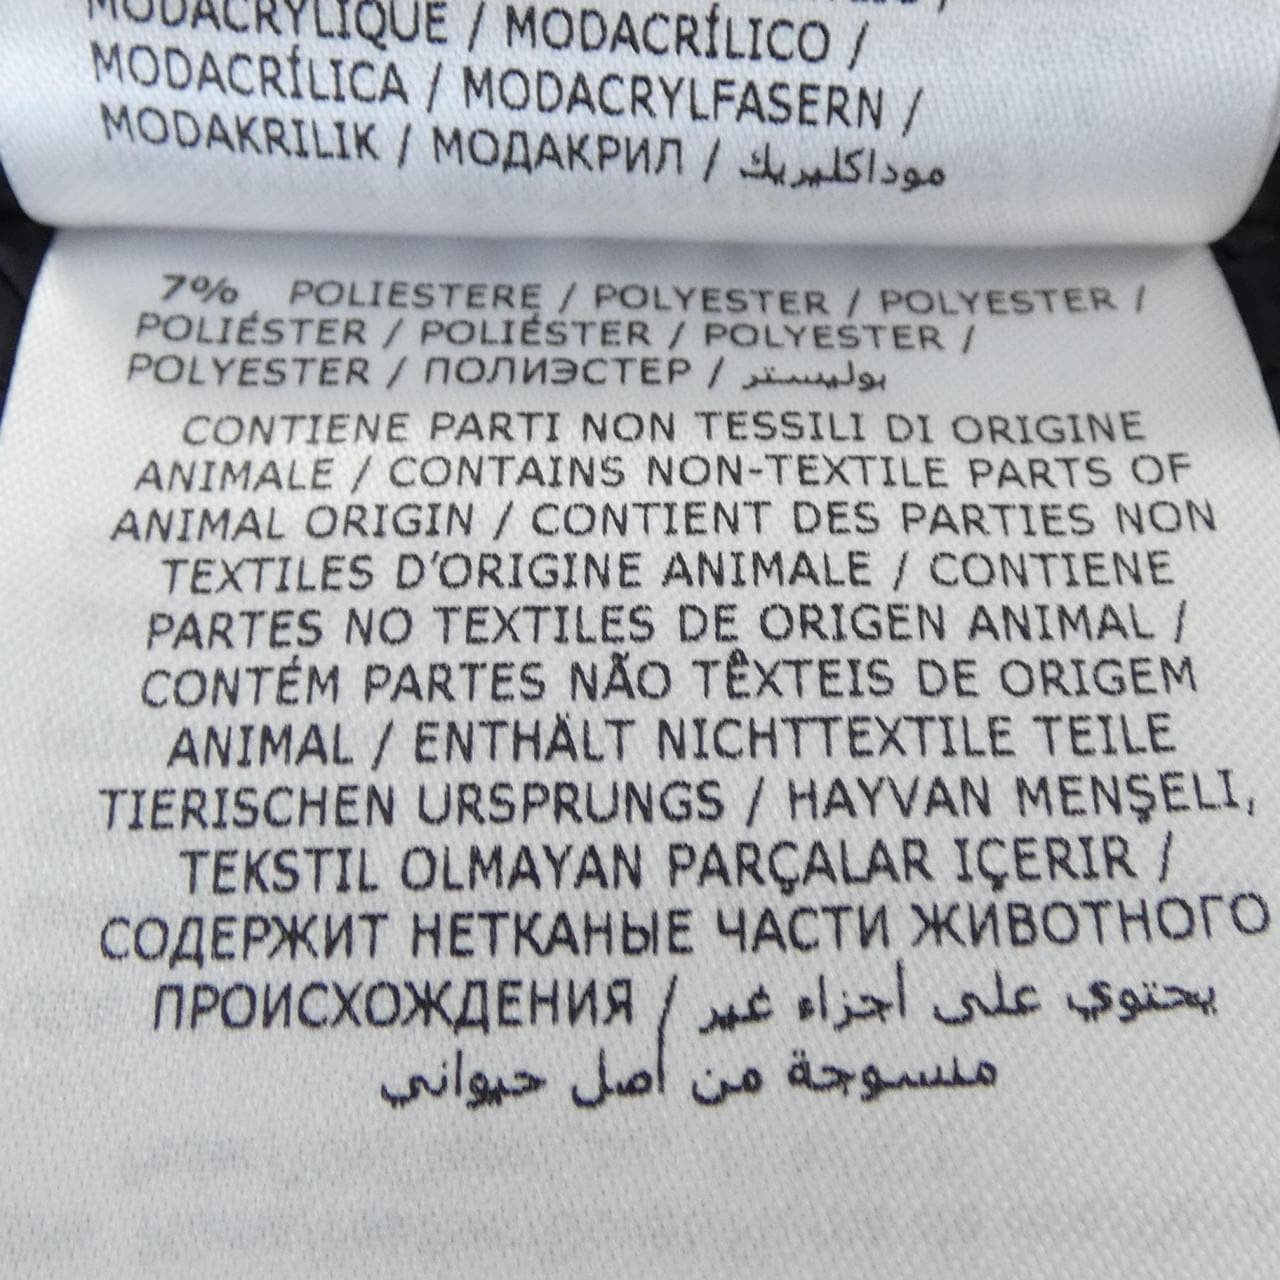 MODACRYLIQUE / MODACRÍLICO /
MODACRÍLICA / MODACRYLFASERN /
MODAKRILIK / МОДАКРИЛ / موداكليريك
7% POLIESTERE / POLYESTER / POLYESTER /
POLIÉSTER / POLIÉSTER / POLYESTER /
POLYESTER / ПОЛИЭСТЕР / بوليستر
CONTIENE PARTI NON TESSILI DI ORIGINE
ANIMALE / CONTAINS NON-TEXTILE PARTS OF
ANIMAL ORIGIN / CONTIENT DES PARTIES NON
TEXTILES D'ORIGINE ANIMALE / CONTIENE
PARTES NO TEXTILES DE ORIGEN ANIMAL /
CONTÉM PARTES NÃO TÊXTEIS DE ORIGEM
ANIMAL / ENTHÄLT NICHTTEXTILE TEILE
TIERISCHEN URSPRUNGS / HAYVAN MENŞELI,
TEKSTIL OLMAYAN PARÇALAR IÇERIR /
СОДЕРЖИТ НЕТКАНЫЕ ЧАСТИ ЖИВОТНОГО
ПРОИСХОЖДЕНИЯ / يحتوي على أجزاء غير
منسوجة من أصل حيواني